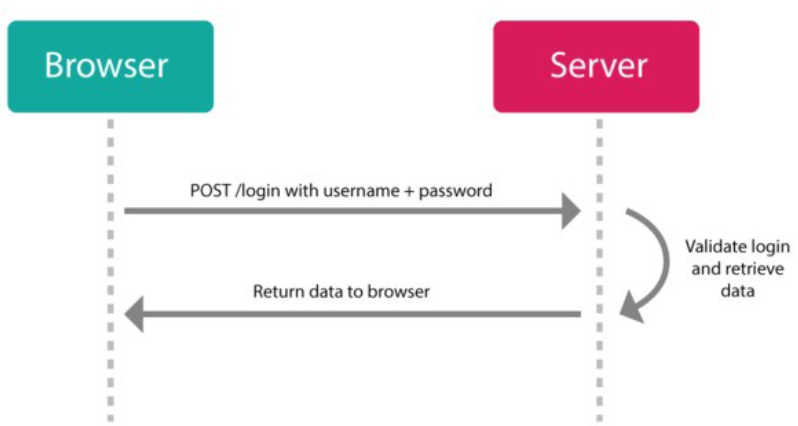 Browser
Server
POST /login with username + password
Validate login
and retrieve
data
Return data to browser